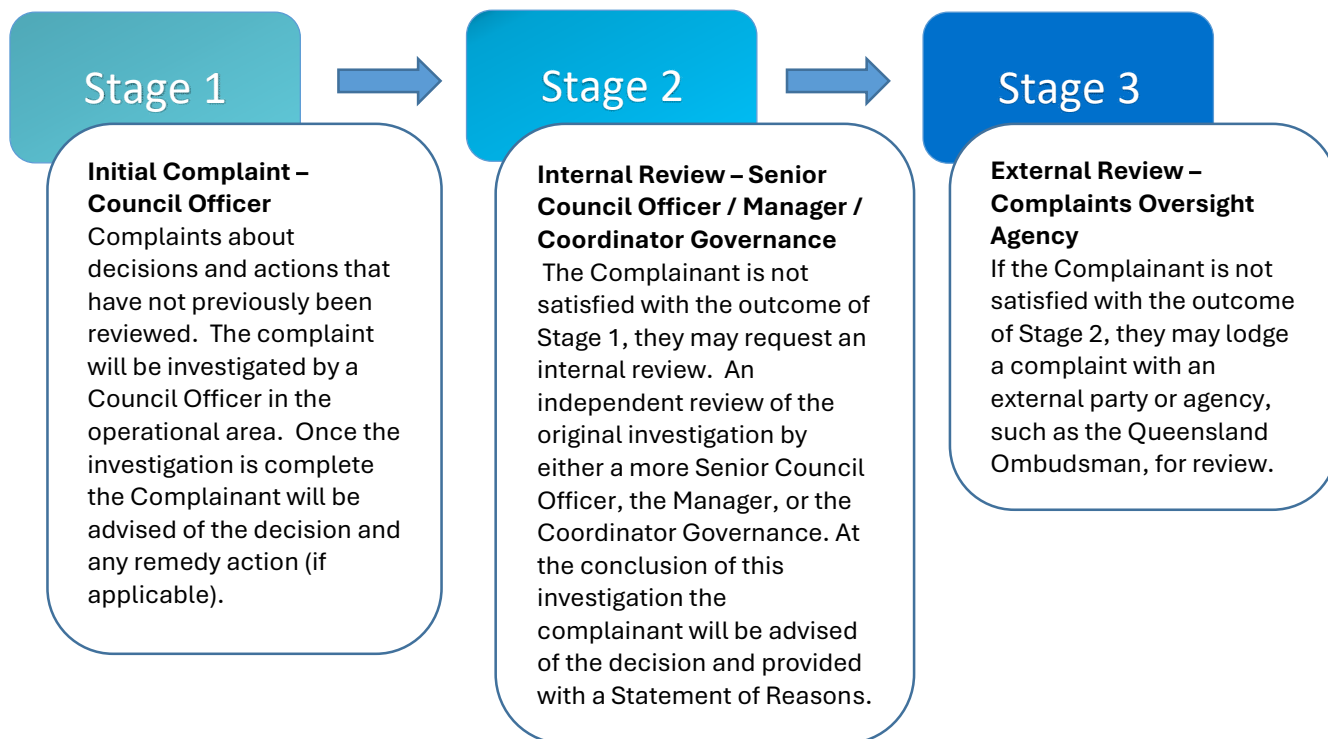 Stage 1
Initial Complaint –
Council Officer
Complaints about
decisions and actions that
have not previously been
reviewed.  The complaint
will be investigated by a
Council Officer in the
operational area.  Once the
investigation is complete
the Complainant will be
advised of the decision and
any remedy action (if
applicable).
Stage 2
Internal Review – Senior
Council Officer / Manager /
Coordinator Governance
The Complainant is not
satisfied with the outcome of
Stage 1, they may request an
internal review.  An
independent review of the
original investigation by
either a more Senior Council
Officer, the Manager, or the
Coordinator Governance. At
the conclusion of this
investigation the
complainant will be advised
of the decision and provided
with a Statement of Reasons.
Stage 3
External Review –
Complaints Oversight
Agency
If the Complainant is not
satisfied with the outcome
of Stage 2, they may lodge
a complaint with an
external party or agency,
such as the Queensland
Ombudsman, for review.